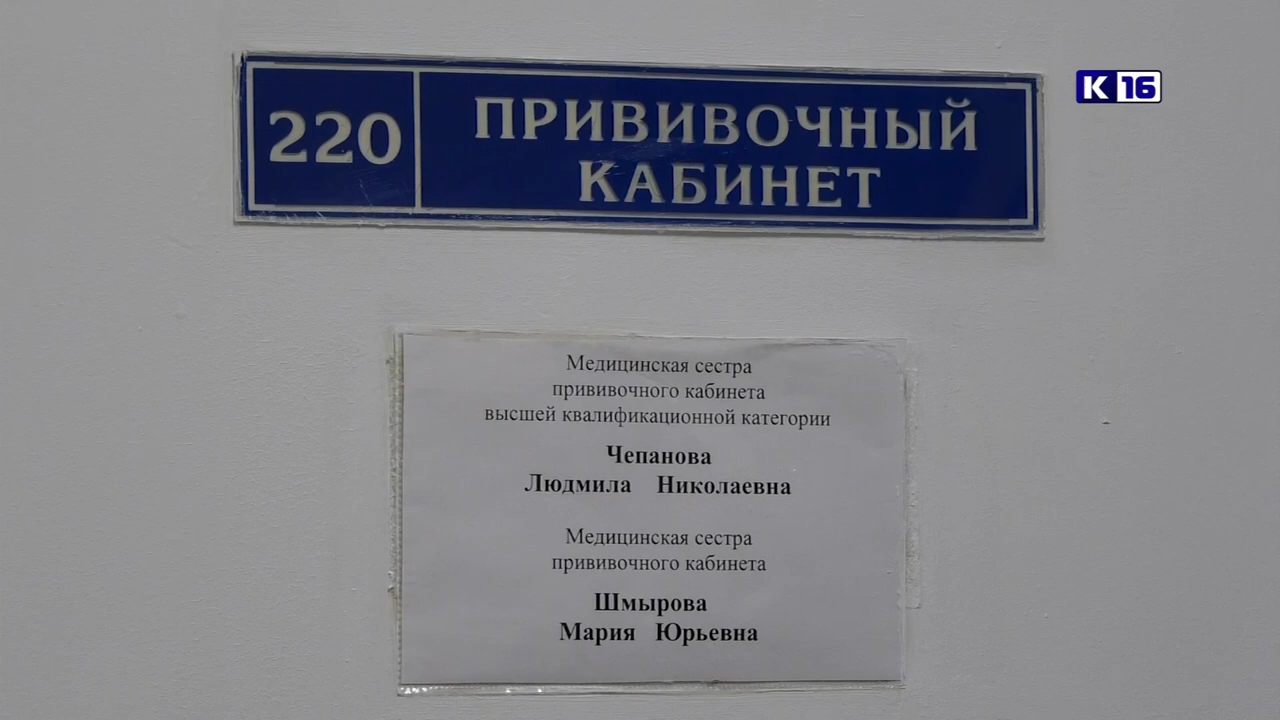 220
ПРИВИВОЧНЫЙ
КАБИНЕТ
К 16
Медицинская сестра
прививочного кабинета
высшей квалификационной категории
Чепанова
Людмила Николаевна
Медицинская сестра
прививочного кабинета
Шмырова
Мария Юрьевна